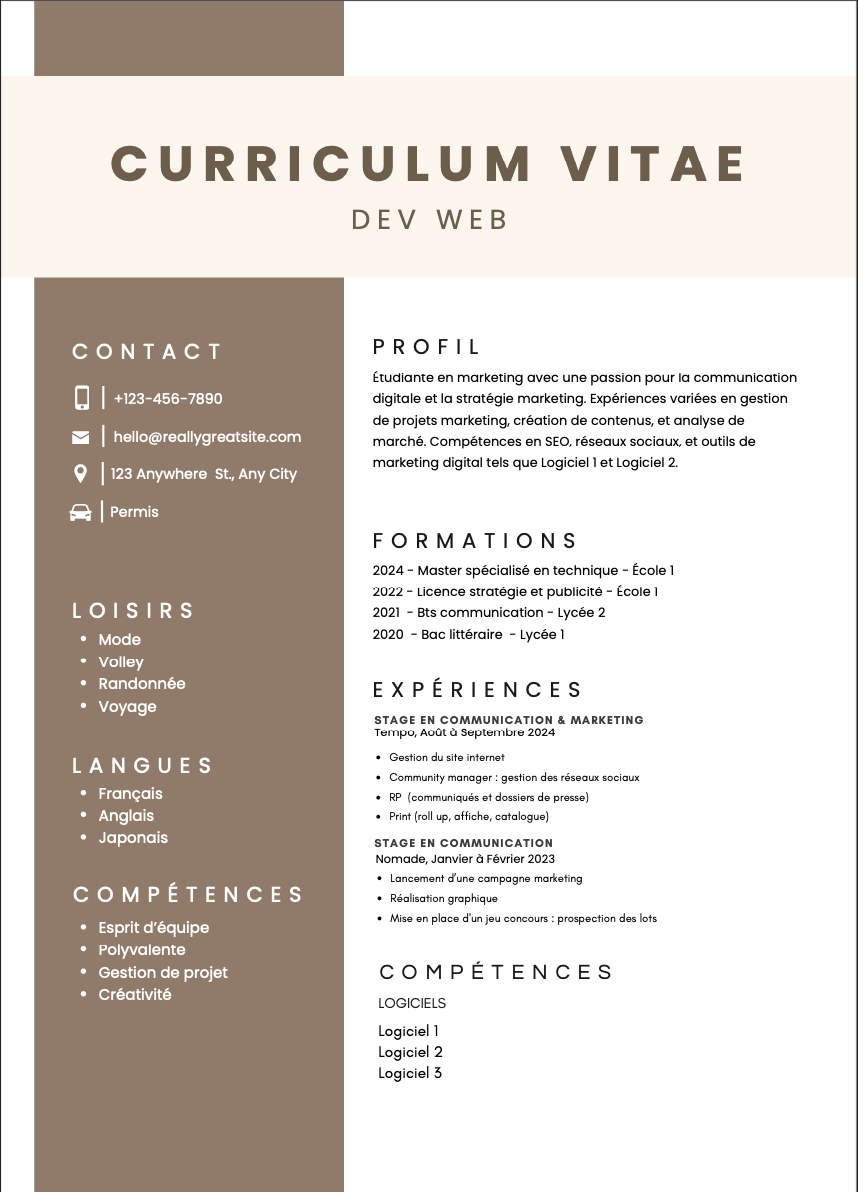 CURRICULUM VITAE
DEV WEB
CONTACT
+123-456-7890
hello@reallygreatsite.com
123 Anywhere St., Any City
Permis
LOISIRS
• Mode
• Volley
• Randonnée
• Voyage
LANGUES
• Français
• Anglais
• Japonais
COMPÉTENCES
• Esprit d'équipe
• Polyvalente
• Gestion de projet
• Créativité
PROFIL
Étudiante en marketing avec une passion pour la communication
digitale et la stratégie marketing. Expériences variées en gestion
de projets marketing, création de contenus, et analyse de
marché. Compétences en SEO, réseaux sociaux, et outils de
marketing digital tels que Logiciel 1 et Logiciel 2.
FORMATIONS
2024 - Master spécialisé en technique - École 1
2022 - Licence stratégie et publicité - École 1
2021 - Bts communication - Lycée 2
2020 - Bac littéraire - Lycée 1
EXPÉRIENCES
STAGE EN COMMUNICATION & MARKETING
Tempo, Août à Septembre 2024
• Gestion du site internet
• Community manager : gestion des réseaux sociaux
• RP (communiqués et dossiers de presse)
• Print (roll up, affiche, catalogue)
STAGE EN COMMUNICATION
Nomade, Janvier à Février 2023
• Lancement d'une campagne marketing
• Réalisation graphique
• Mise en place d'un jeu concours : prospection des lots
COMPÉTENCES
LOGICIELS
Logiciel 1
Logiciel 2
Logiciel 3